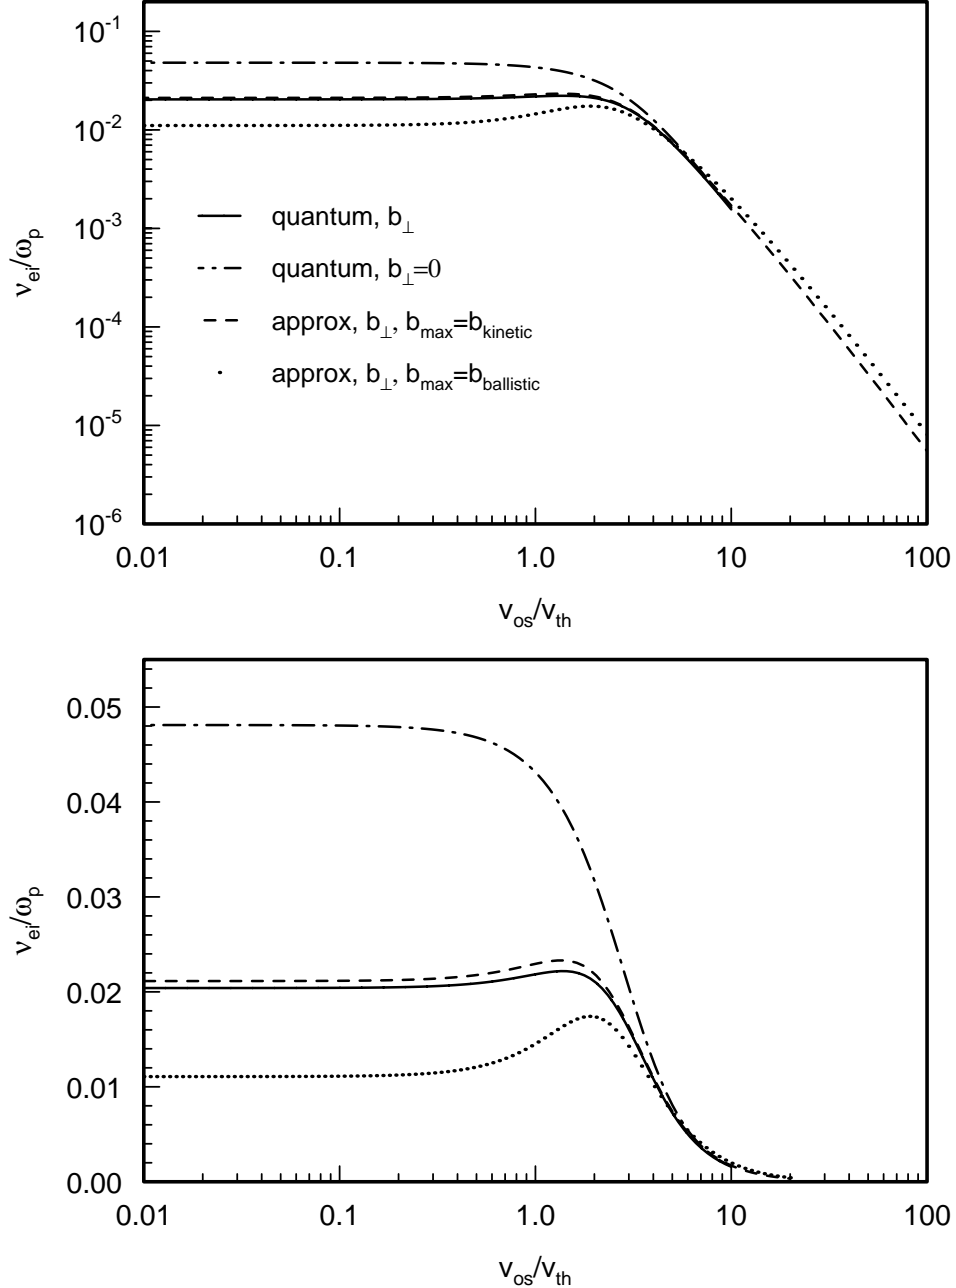 10⁻¹
10⁻²
10⁻³
10⁻⁴
10⁻⁵
10⁻⁶
ν_ei/ω_p
quantum, b_⊥
quantum, b_⊥=0
approx, b_⊥, b_max=b_kinetic
approx, b_⊥, b_max=b_ballistic
0.01 0.1 1.0 10 100
v_os/v_th
0.05
0.04
0.03
0.02
0.01
0.00
ν_ei/ω_p
0.01 0.1 1.0 10 100
v_os/v_th